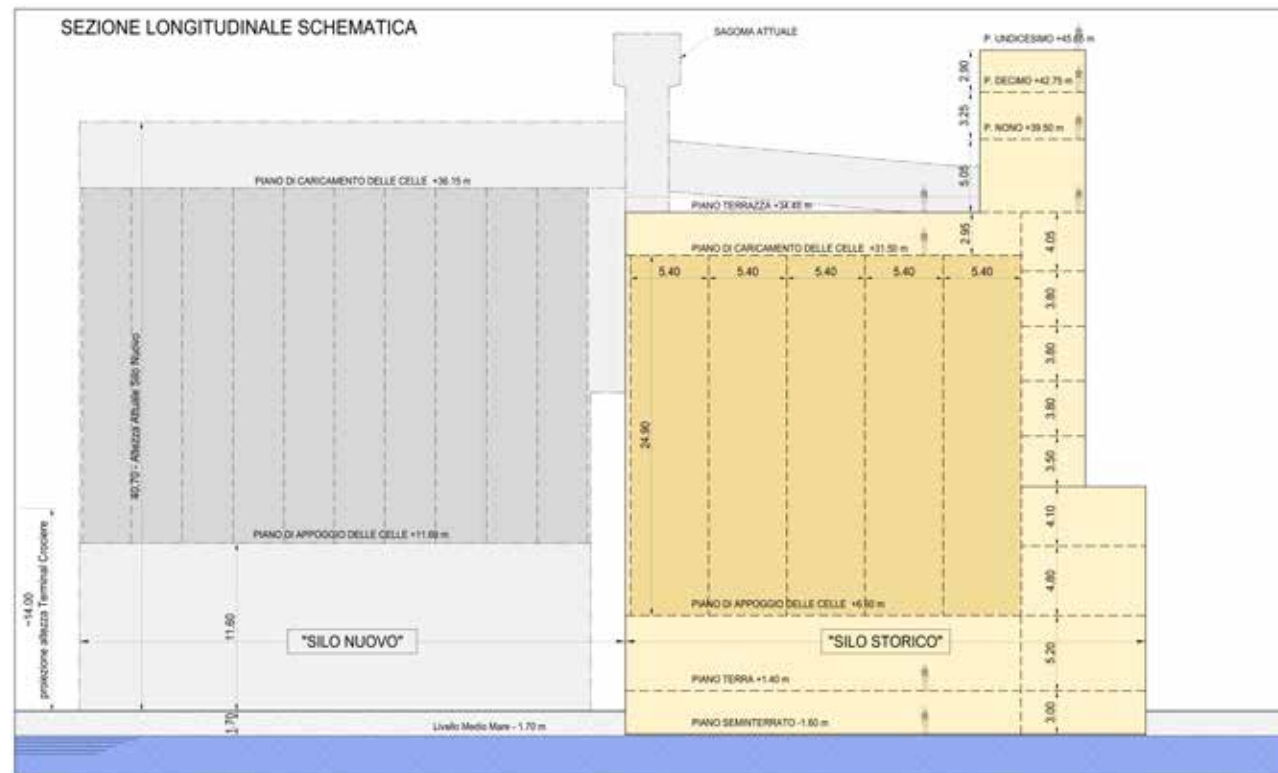 SEZIONE LONGITUDINALE SCHEMATICA
SAGOMA ATTUALE
P. UNDICESIMO +45.65 m
2.90
P. DECIMO +42.75 m
3.25
P. NONO +39.50 m
5.05
PIANO DI CARICAMENTO DELLE CELLE +36.15 m
PIANO TERRAZZA +34.45 m
2.95
4.05
PIANO DI CARICAMENTO DELLE CELLE +31.50 m
5.40
5.40
5.40
5.40
5.40
3.80
3.80
3.80
3.50
4.10
4.80
5.20
3.00
24.90
40.70 - Altezza Attuale Silo Nuovo
PIANO DI APPOGGIO DELLE CELLE +11.60 m
PIANO DI APPOGGIO DELLE CELLE +6.60 m
~14.00
proiezione altezza Terminal Crociere
11.60
"SILO NUOVO"
"SILO STORICO"
PIANO TERRA +1.40 m
1.70
Livello Medio Mare - 1.70 m
PIANO SEMINTERRATO -1.60 m